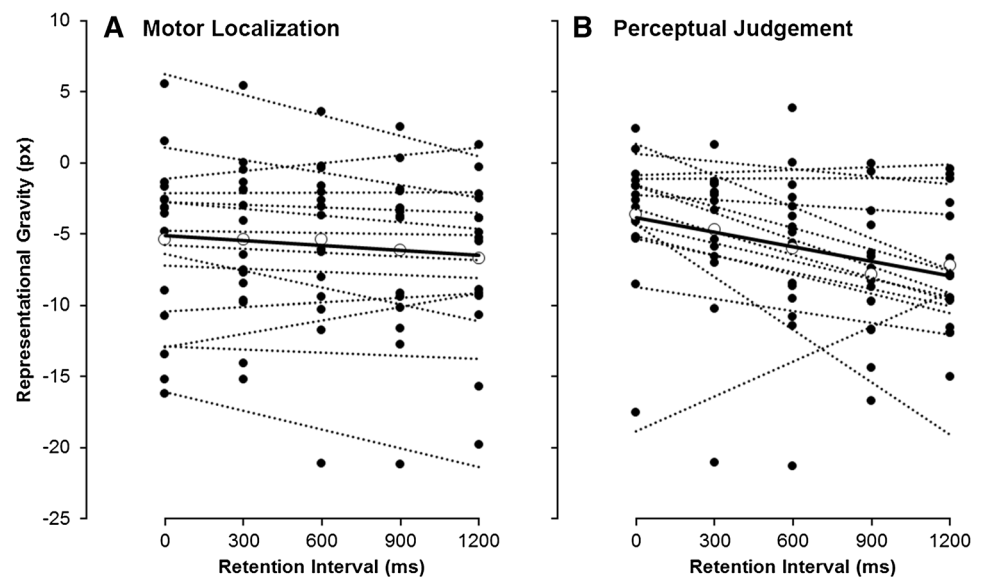 A Motor Localization
B Perceptual Judgement
Representational Gravity (px)
10
5
0
-5
-10
-15
-20
-25
0 300 600 900 1200
0 300 600 900 1200
Retention Interval (ms)
Retention Interval (ms)